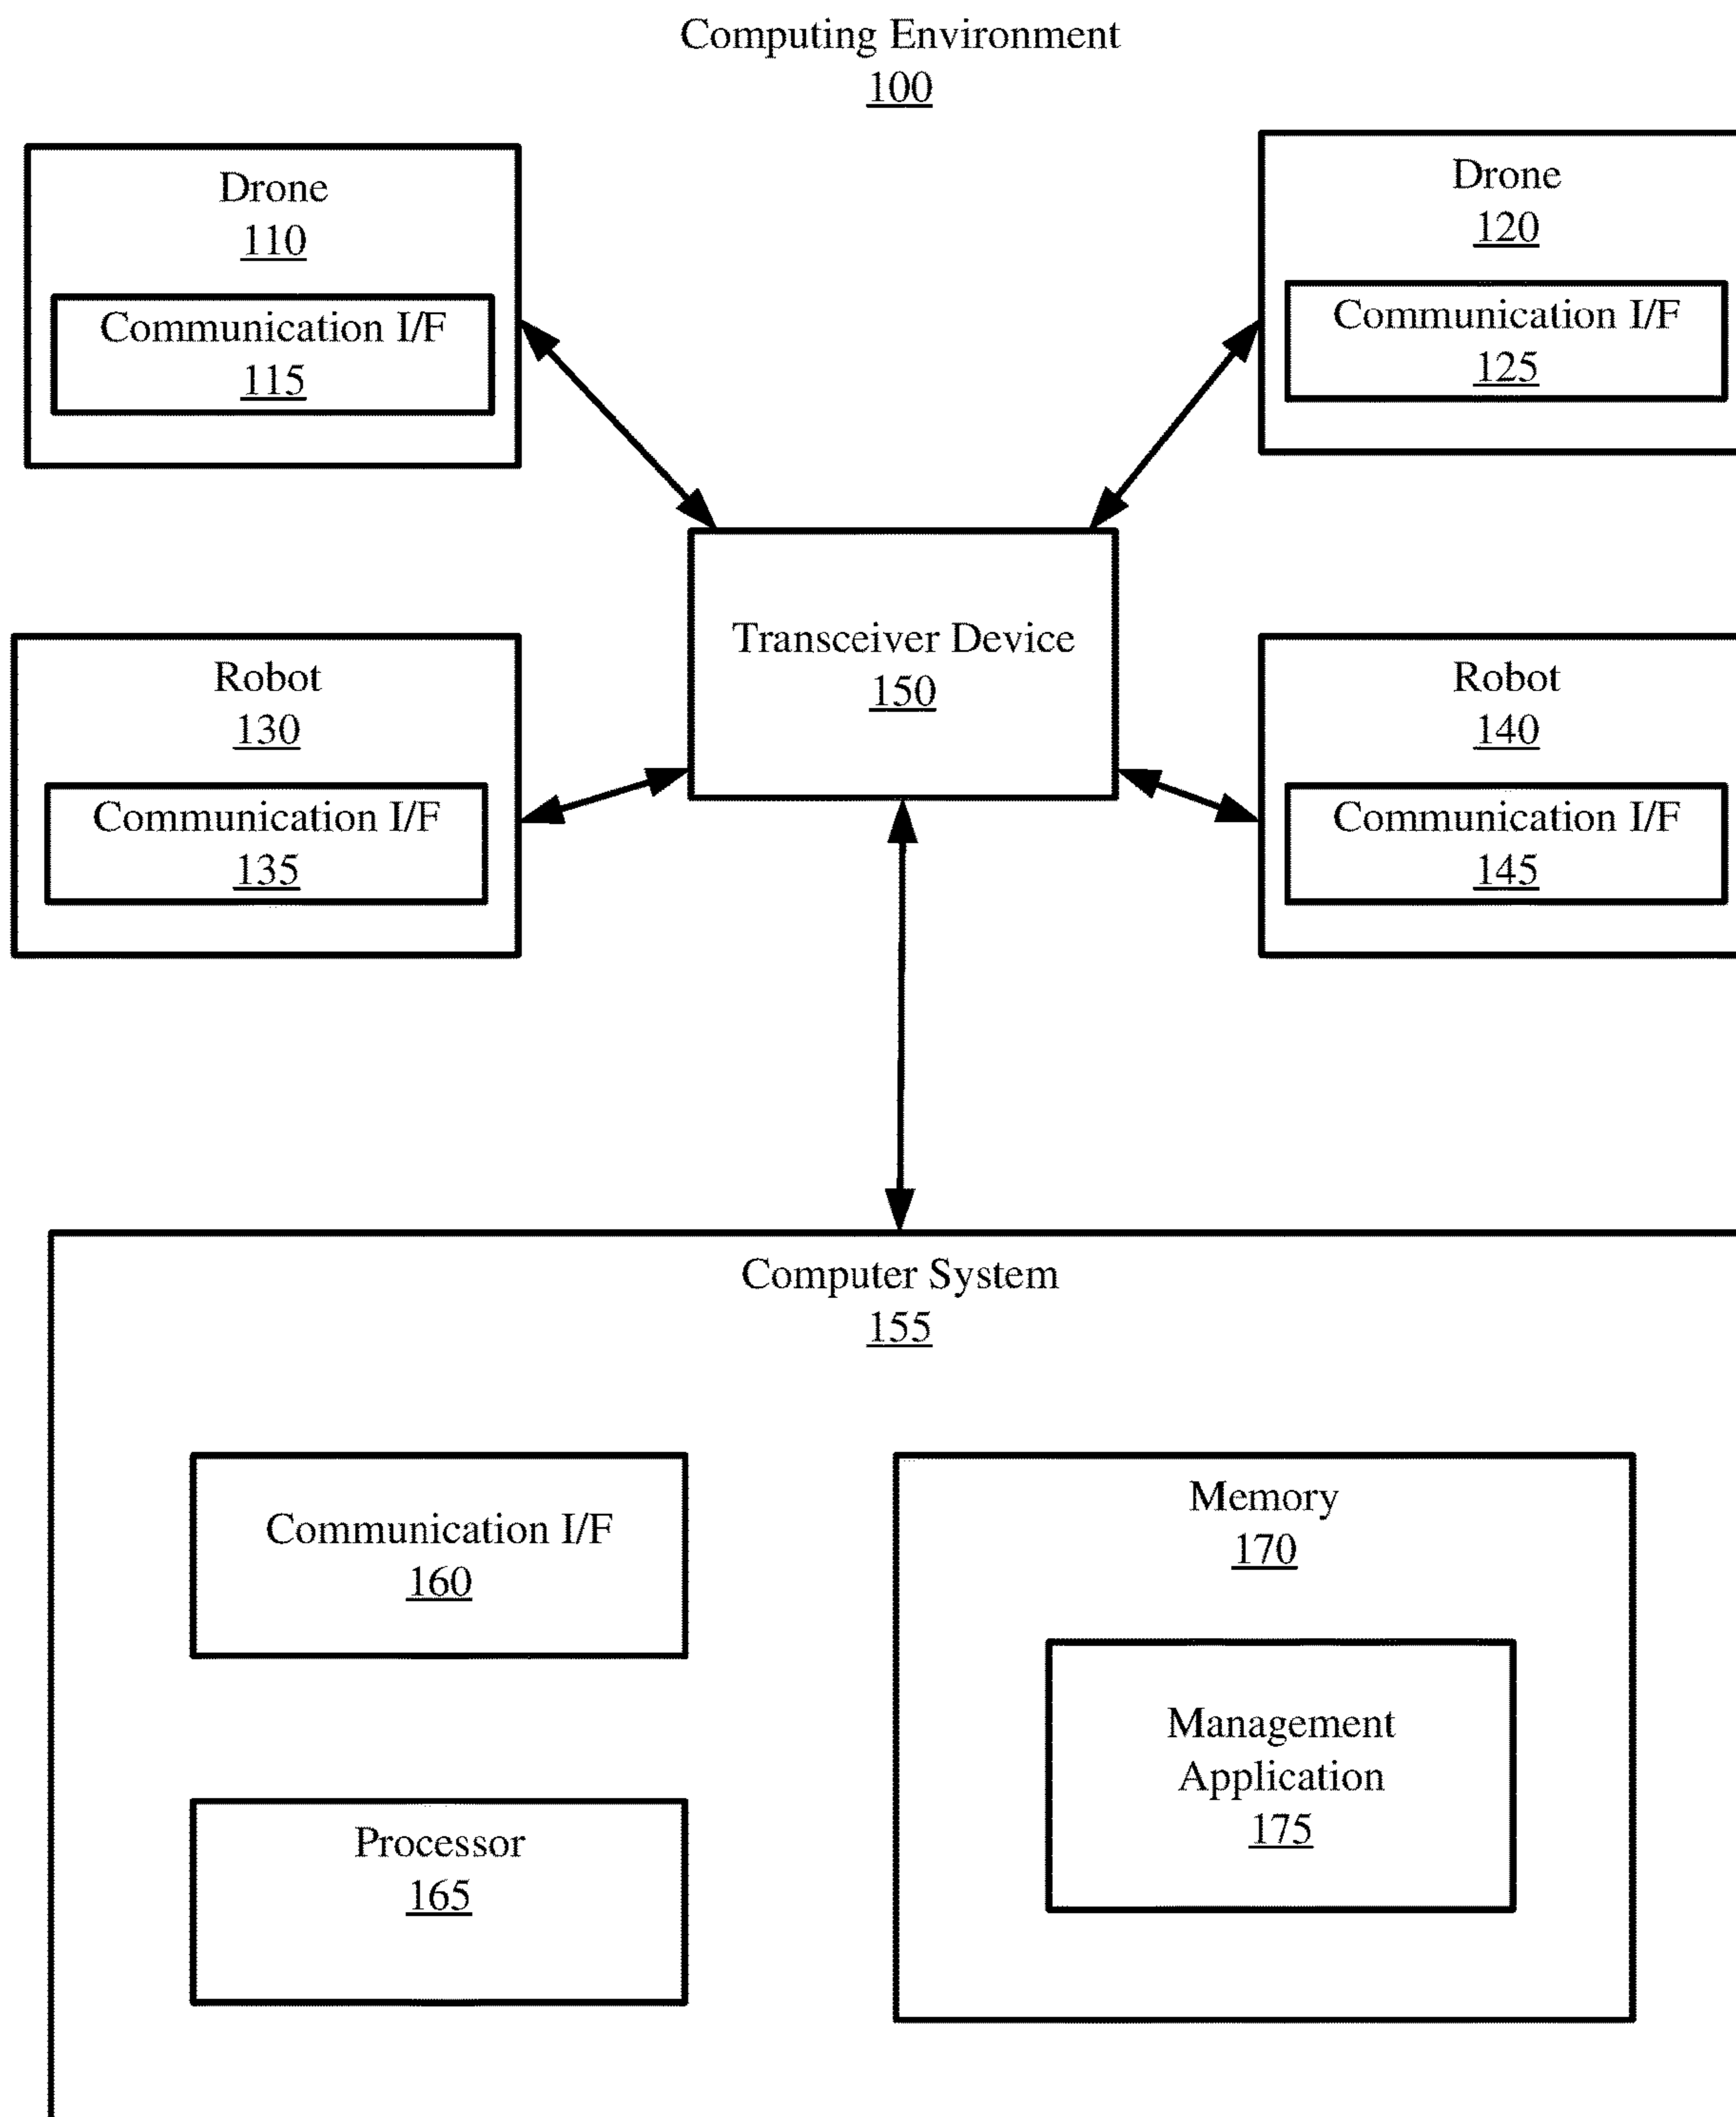 Computing Environment
100
Drone
110
Communication I/F
115
Drone
120
Communication I/F
125
Transceiver Device
150
Robot
130
Communication I/F
135
Robot
140
Communication I/F
145
Computer System
155
Communication I/F
160
Processor
165
Memory
170
Management
Application
175